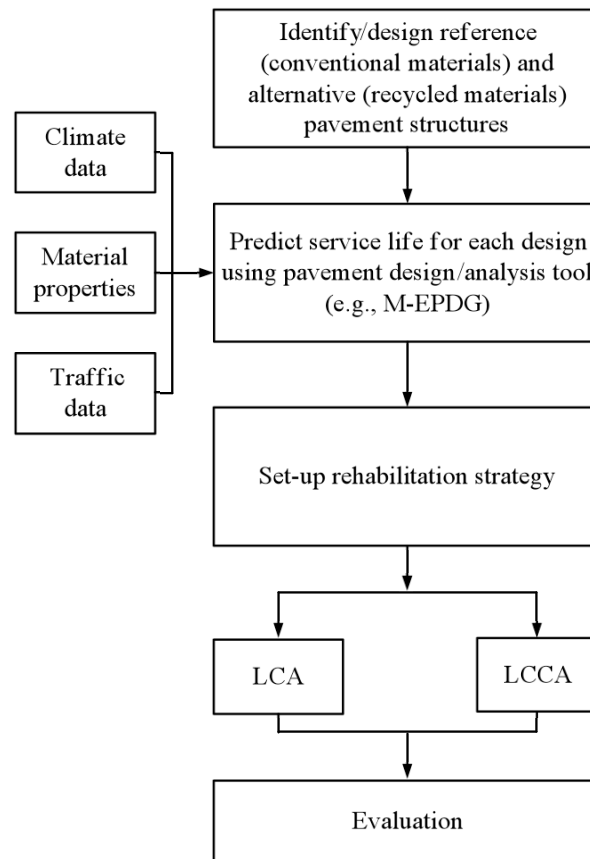 Identify/design reference
(conventional materials) and
alternative (recycled materials)
pavement structures
Climate
data
Material
properties
Traffic
data
Predict service life for each design
using pavement design/analysis tool
(e.g., M-EPDG)
Set-up rehabilitation strategy
LCA
LCCA
Evaluation